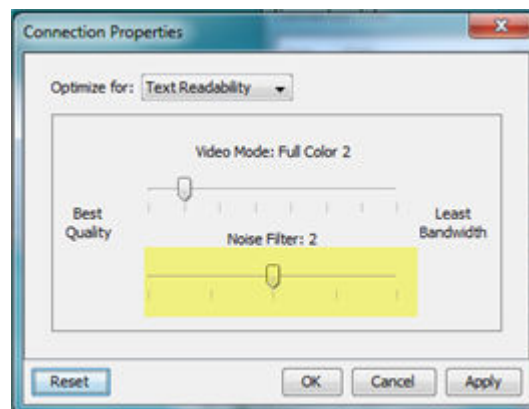 Connection Properties
Optimize for: Text Readability
Video Mode: Full Color 2
Best Quality
Least Bandwidth
Noise Filter: 2
Reset OK Cancel Apply